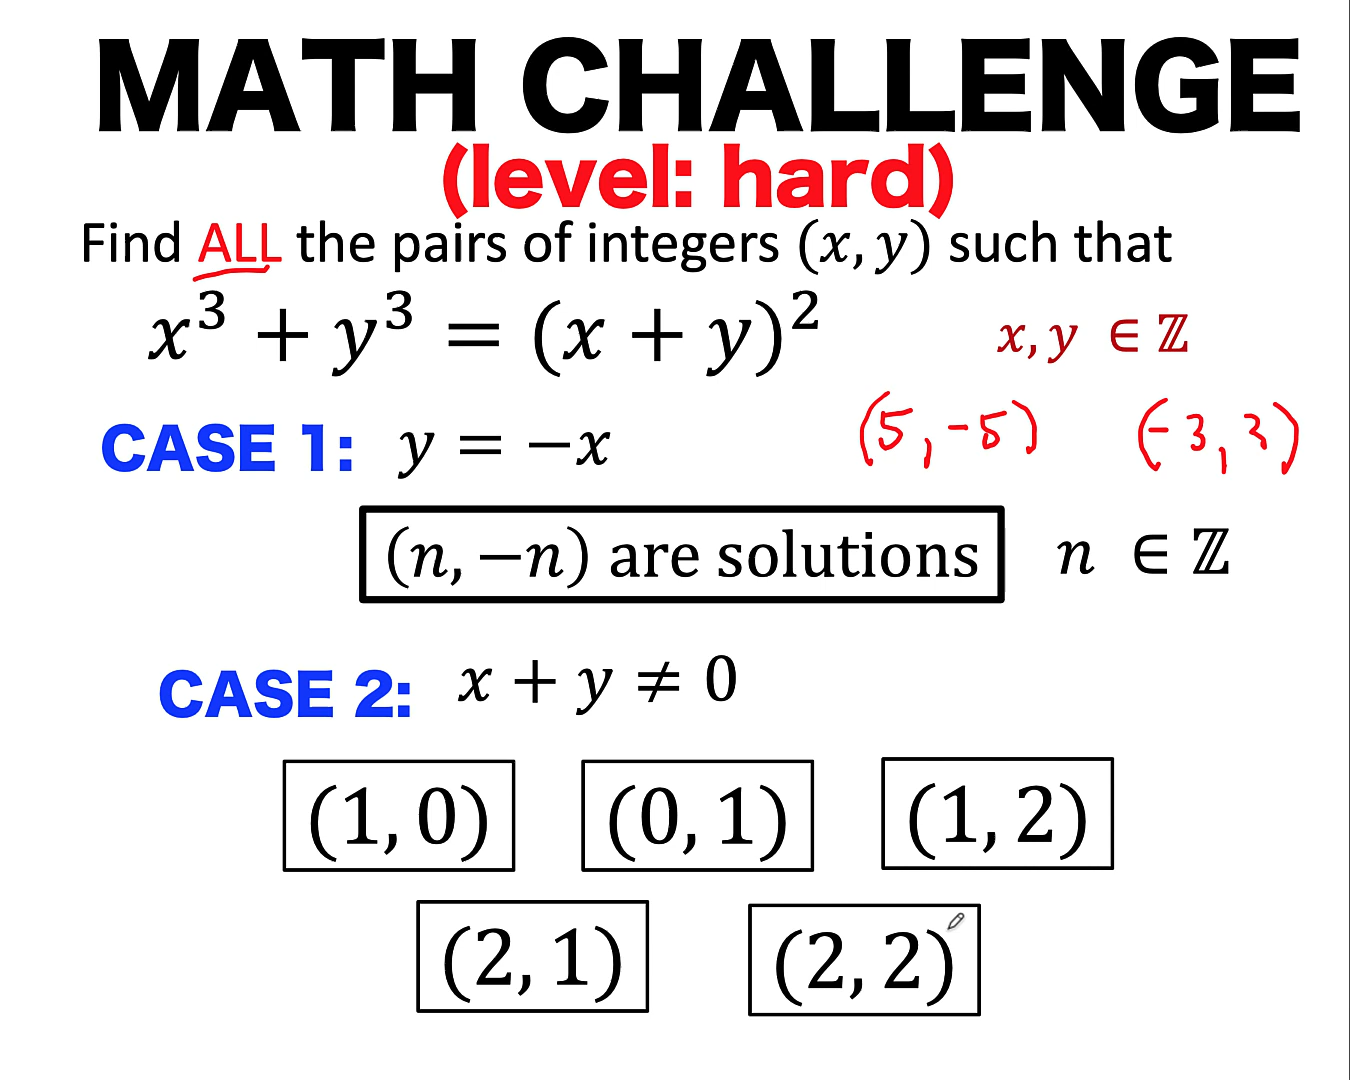 MATH CHALLENGE
(level: hard)
Find ALL the pairs of integers (x, y) such that
x³ + y³ = (x + y)² x, y ∈ ℤ
CASE 1: y = −x (5, -5) (-3, 3)
(n, −n) are solutions n ∈ ℤ
CASE 2: x + y ≠ 0
(1, 0) (0, 1) (1, 2)
(2, 1) (2, 2)